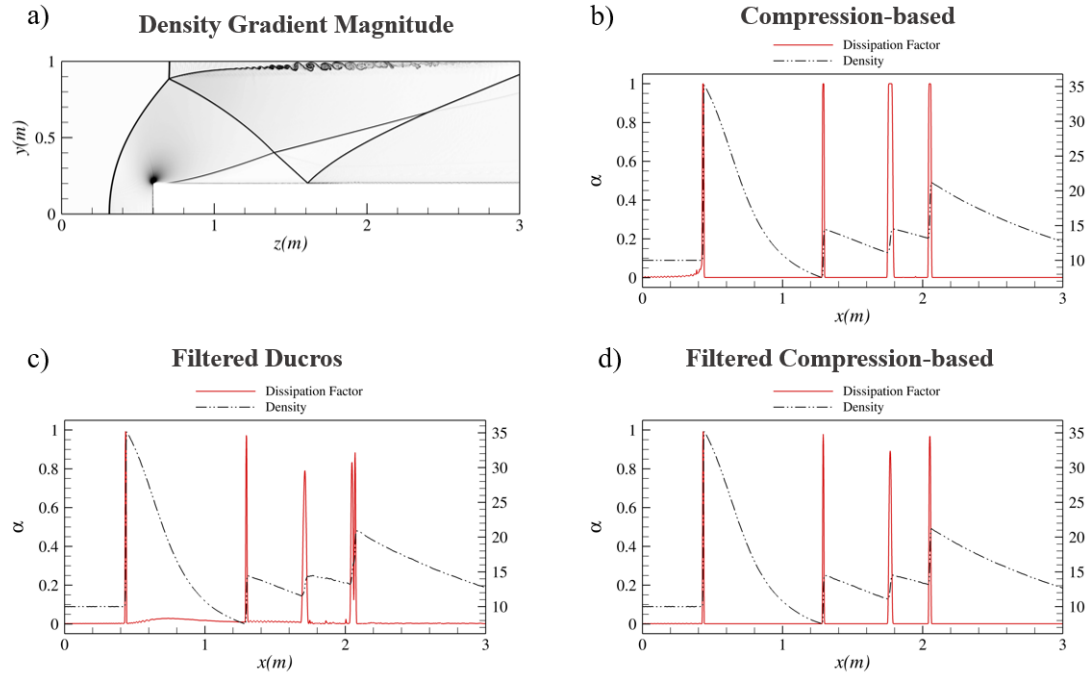 a)
Density Gradient Magnitude
1
0.5
0
y(m)
0
1
2
3
z(m)
b)
Compression-based
Dissipation Factor
Density
1
0.8
0.6
0.4
0.2
0
α
35
30
25
20
15
10
0
1
2
3
x(m)
c)
Filtered Ducros
Dissipation Factor
Density
1
0.8
0.6
0.4
0.2
0
α
35
30
25
20
15
10
0
1
2
3
x(m)
d)
Filtered Compression-based
Dissipation Factor
Density
1
0.8
0.6
0.4
0.2
0
α
35
30
25
20
15
10
0
1
2
3
x(m)